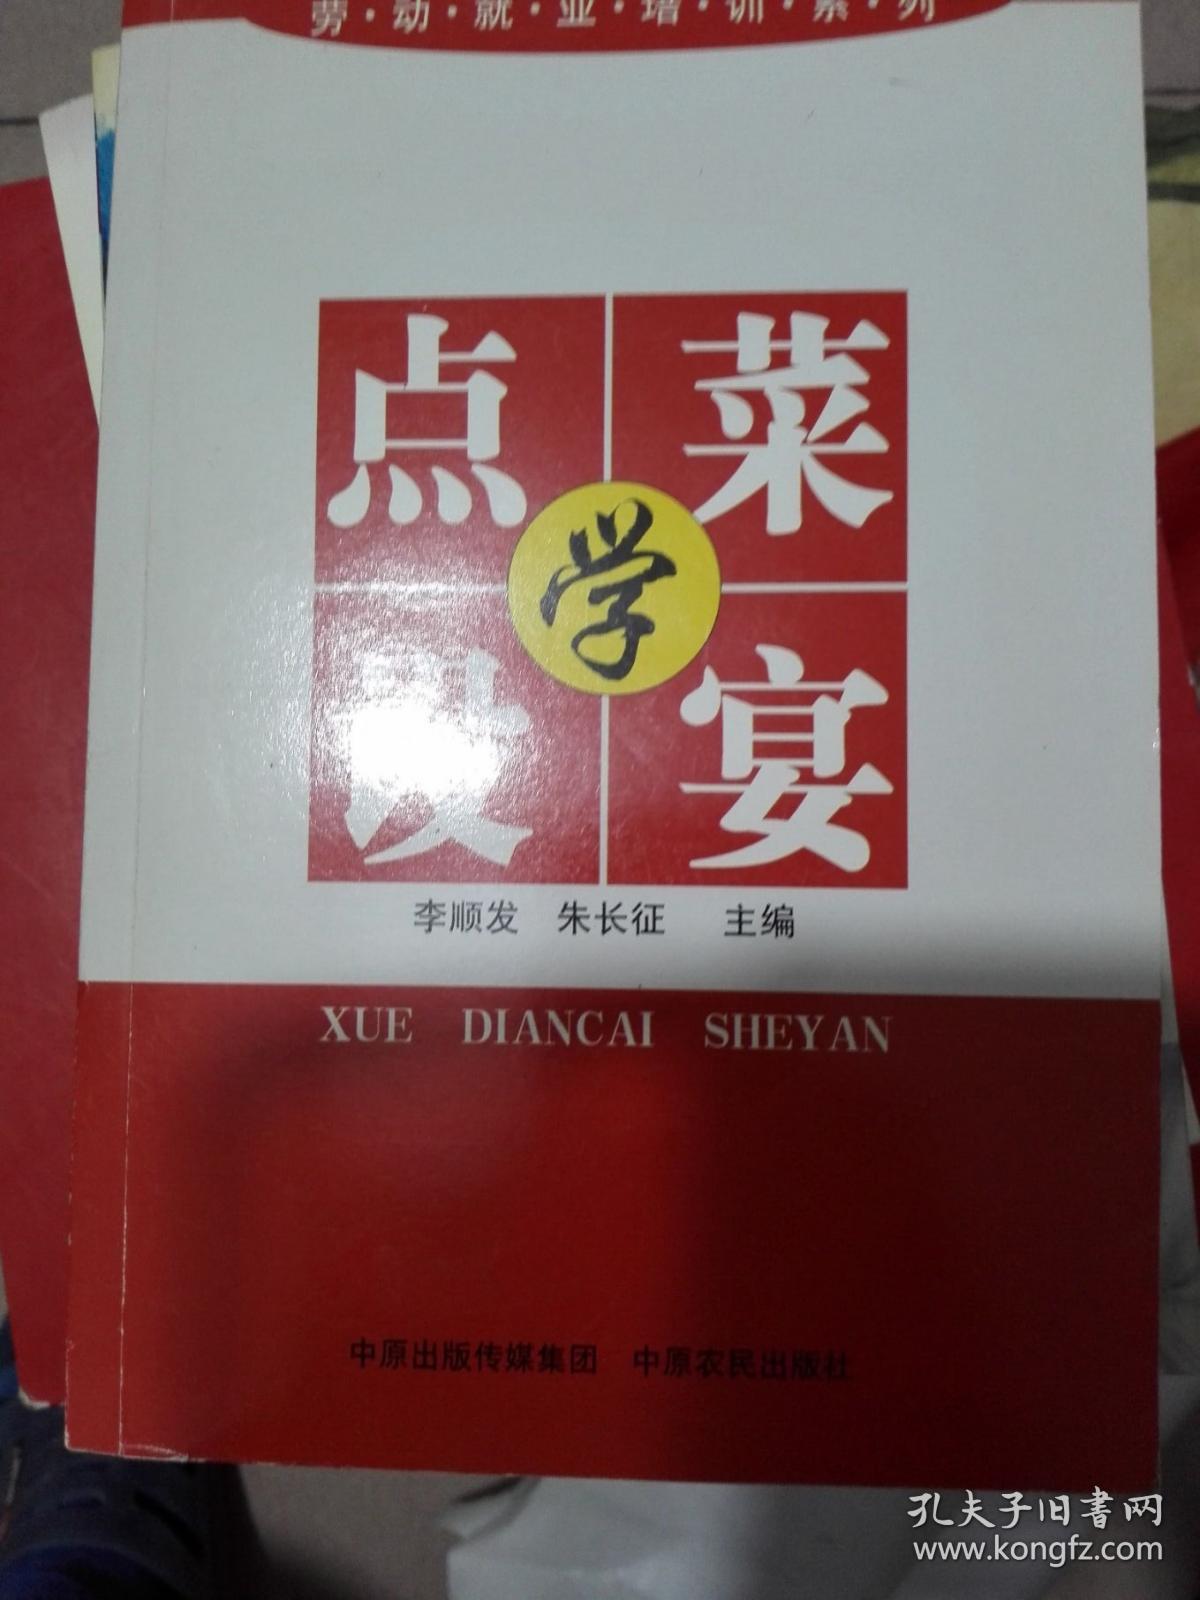 劳·动·就·业·培·训·系·列
点菜
学
设宴
李顺发 朱长征 主编
XUE DIANCAI SHEYAN
中原出版传媒集团 中原农民出版社
孔夫子旧书网
www.kongfz.com